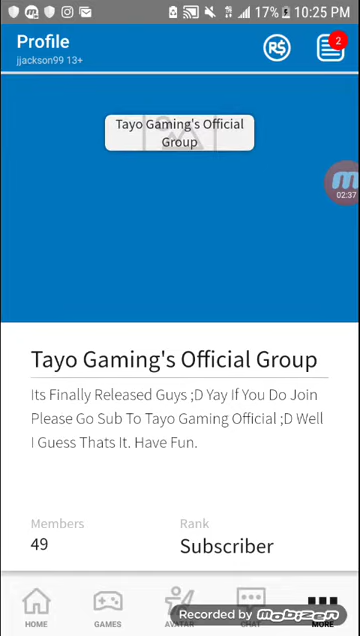 17% 10:25 PM
Profile
jjackson99 13+
R$
2
Tayo Gaming's Official
Group
02:37
Tayo Gaming's Official Group
Its Finally Released Guys ;D Yay If You Do Join
Please Go Sub To Tayo Gaming Official ;D Well
I Guess Thats It. Have Fun.
Members
Rank
49
Subscriber
HOME
GAMES
AVATAR
CHAT
MORE
Recorded by mobizen